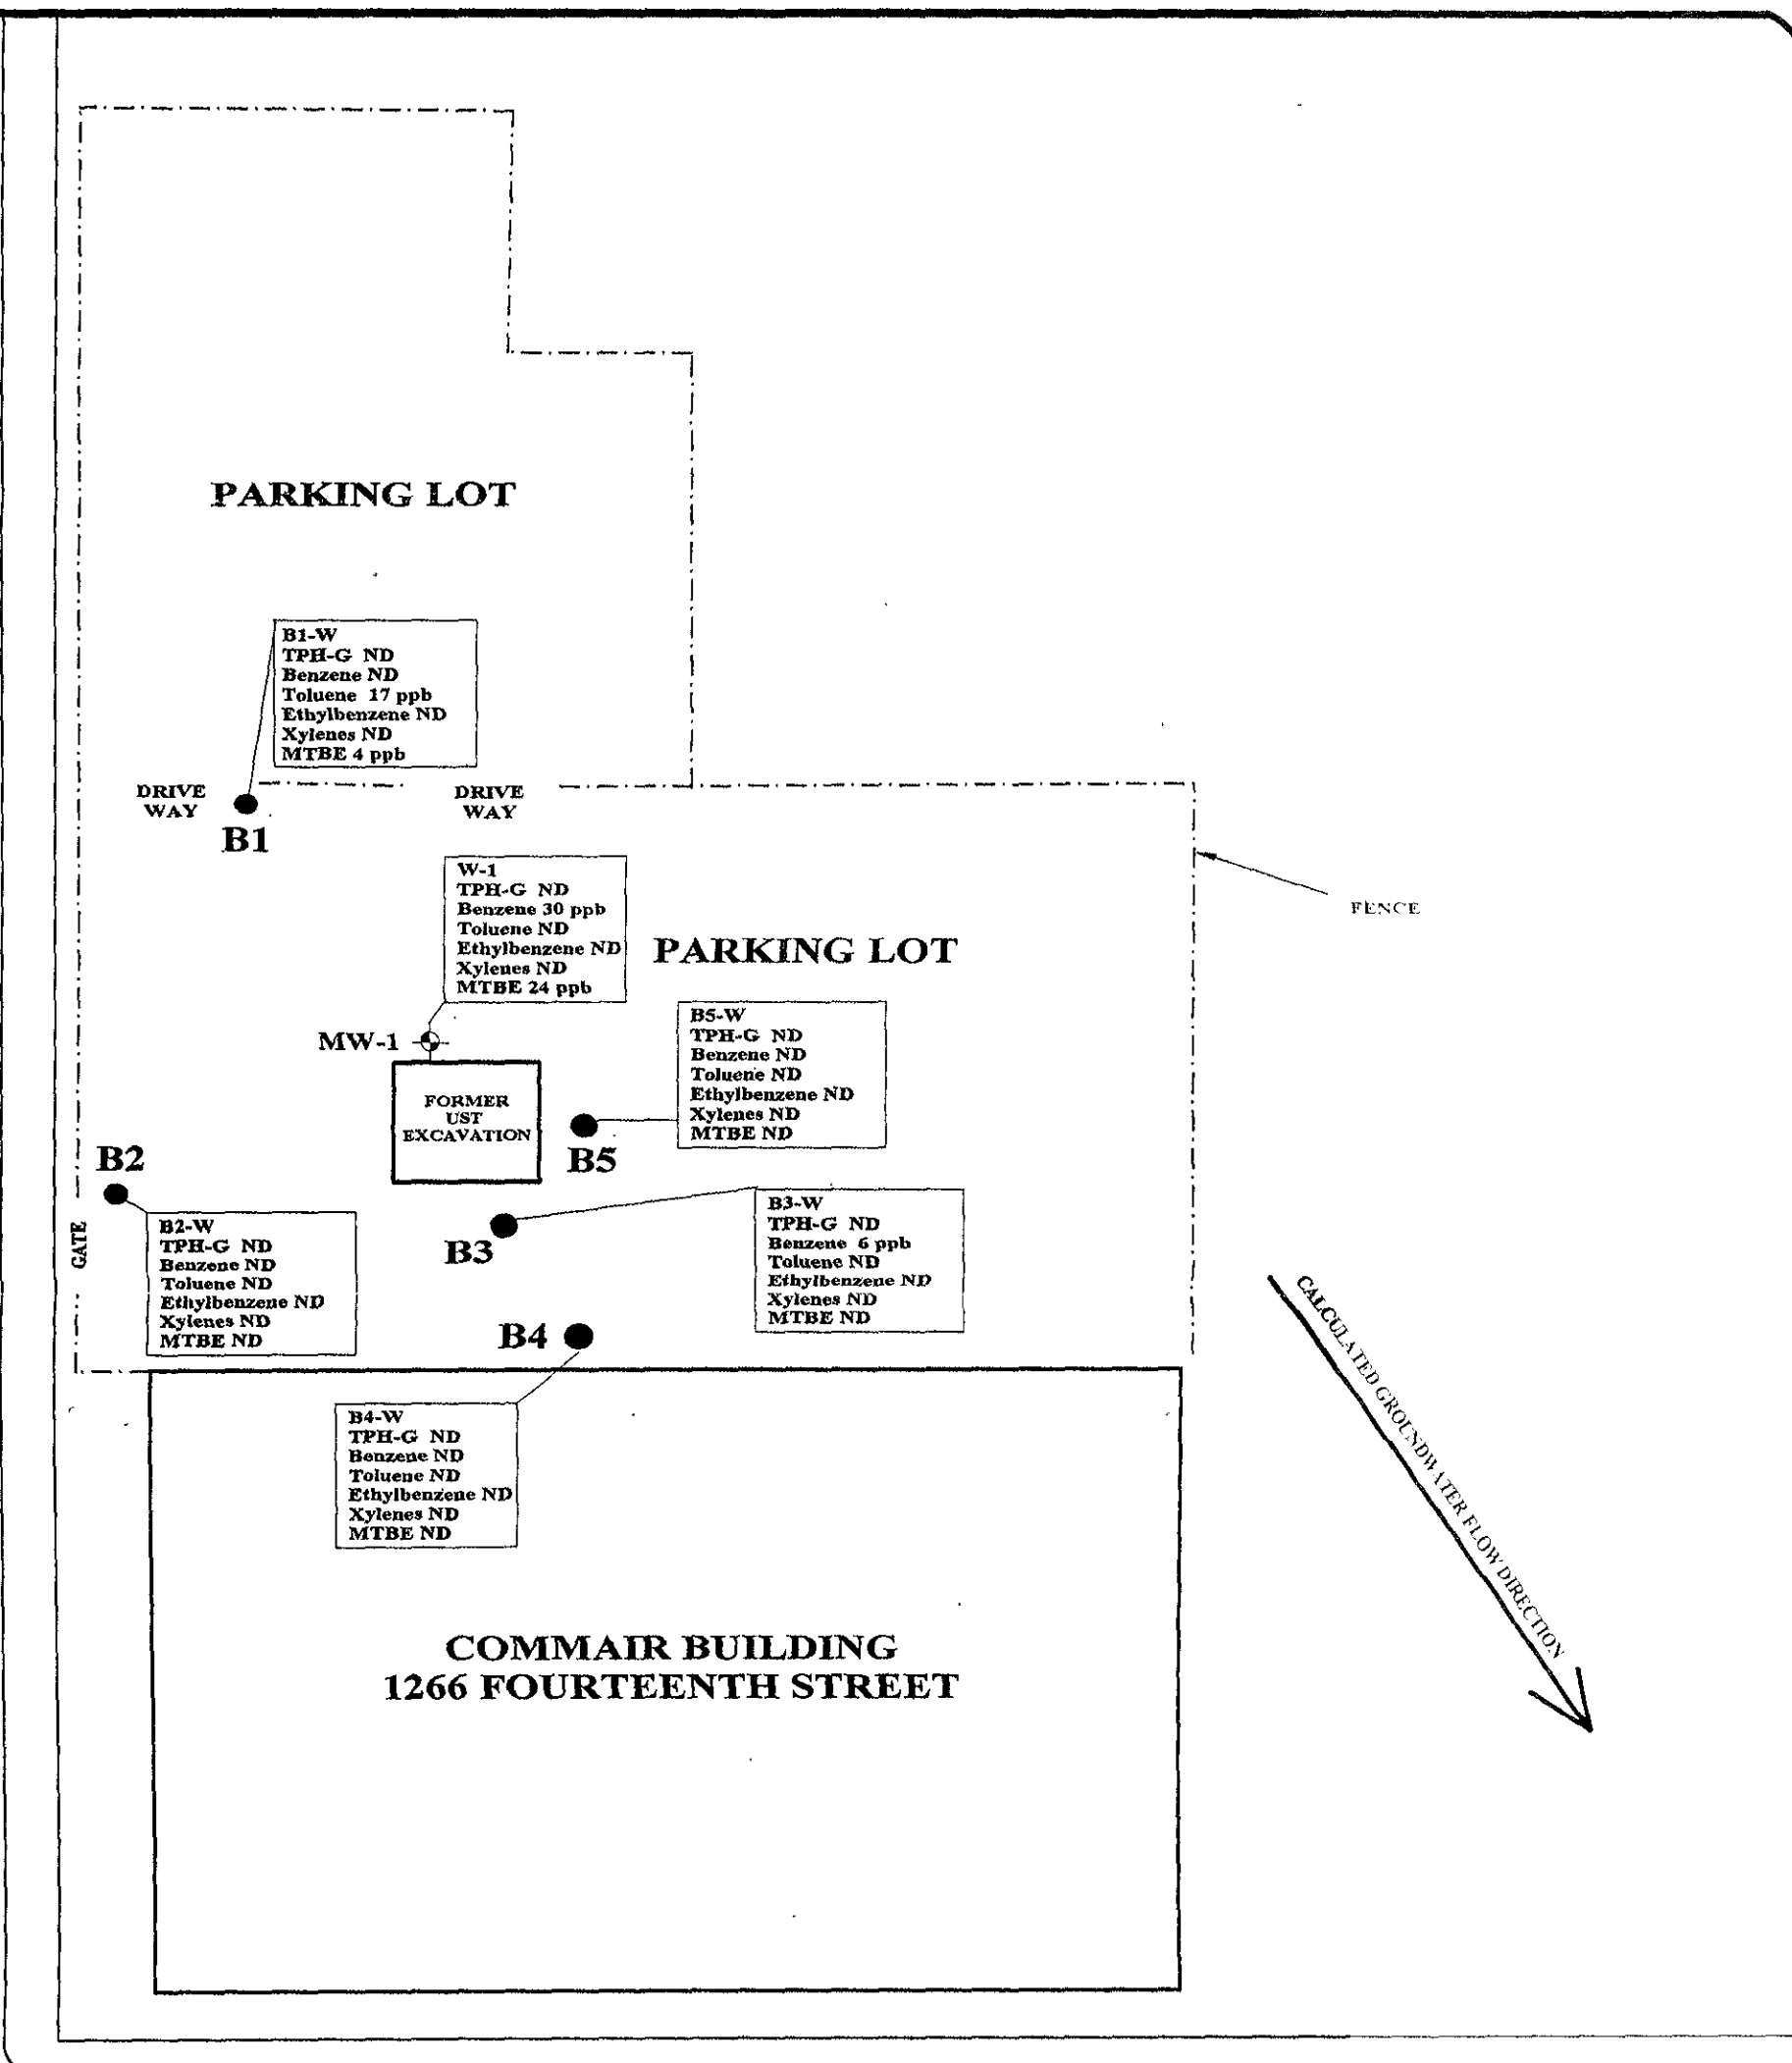 PARKING LOT
B1-W
TPH-G ND
Benzene ND
Toluene 17 ppb
Ethylbenzene ND
Xylenes ND
MTBE 4 ppb
DRIVE
WAY
B1
DRIVE
WAY
W-1
TPH-G ND
Benzene 30 ppb
Toluene ND
Ethylbenzene ND
Xylenes ND
MTBE 24 ppb
FENCE
PARKING LOT
MW-1
FORMER
UST
EXCAVATION
B5-W
TPH-G ND
Benzene ND
Toluene ND
Ethylbenzene ND
Xylenes ND
MTBE ND
B5
B2
GATE
B2-W
TPH-G ND
Benzene ND
Toluene ND
Ethylbenzene ND
Xylenes ND
MTBE ND
B3
B3-W
TPH-G ND
Benzene 6 ppb
Toluene ND
Ethylbenzene ND
Xylenes ND
MTBE ND
B4
B4-W
TPH-G ND
Benzene ND
Toluene ND
Ethylbenzene ND
Xylenes ND
MTBE ND
CALCULATED GROUNDWATER FLOW DIRECTION
COMMAIR BUILDING
1266 FOURTEENTH STREET